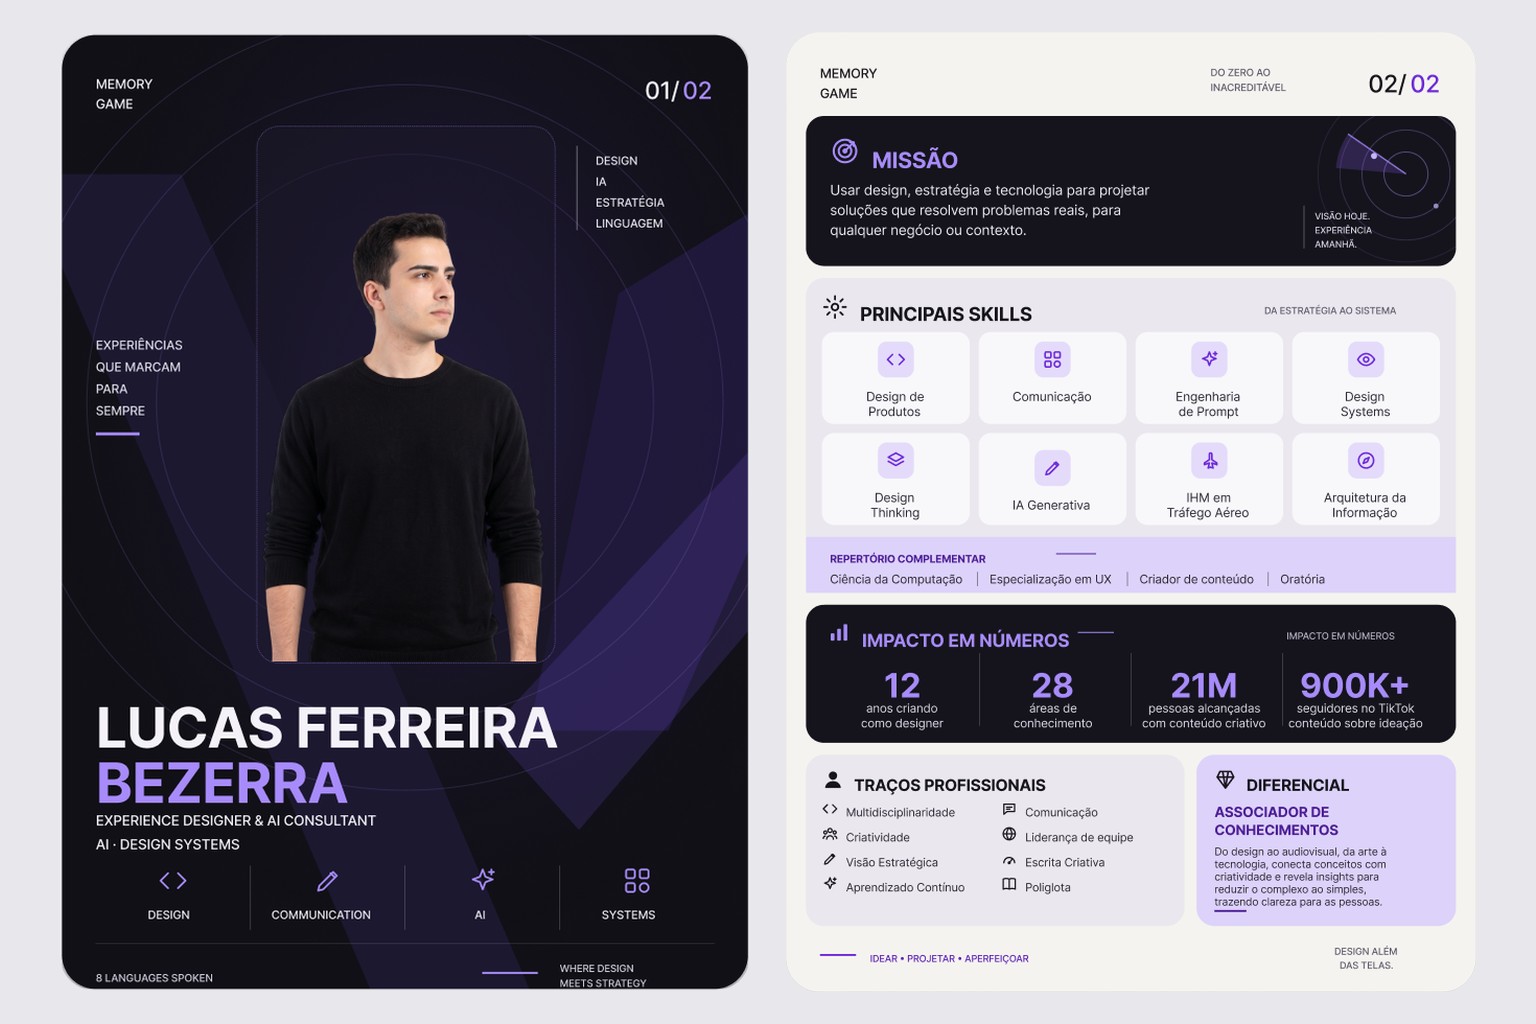 MEMORY
GAME
01/ 02
DESIGN
IA
ESTRATÉGIA
LINGUAGEM
EXPERIÊNCIAS
QUE MARCAM
PARA
SEMPRE
LUCAS FERREIRA
BEZERRA
EXPERIENCE DESIGNER & AI CONSULTANT
AI · DESIGN SYSTEMS
DESIGN
COMMUNICATION
AI
SYSTEMS
8 LANGUAGES SPOKEN
WHERE DESIGN
MEETS STRATEGY
MEMORY
GAME
DO ZERO AO
INACREDITÁVEL
02/ 02
MISSÃO
Usar design, estratégia e tecnologia para projetar
soluções que resolvem problemas reais, para
qualquer negócio ou contexto.
VISÃO HOJE.
EXPERIÊNCIA
AMANHÃ.
PRINCIPAIS SKILLS
DA ESTRATÉGIA AO SISTEMA
Design de
Produtos
Comunicação
Engenharia
de Prompt
Design
Systems
Design
Thinking
IA Generativa
IHM em
Tráfego Aéreo
Arquitetura da
Informação
REPERTÓRIO COMPLEMENTAR
Ciência da Computação
Especialização em UX
Criador de conteúdo
Oratória
IMPACTO EM NÚMEROS
IMPACTO EM NÚMEROS
12
anos criando
como designer
28
áreas de
conhecimento
21M
pessoas alcançadas
com conteúdo criativo
900K+
seguidores no TikTok
conteúdo sobre ideação
TRAÇOS PROFISSIONAIS
Multidisciplinaridade
Criatividade
Visão Estratégica
Aprendizado Contínuo
Comunicação
Liderança de equipe
Escrita Criativa
Poliglota
DIFERENCIAL
ASSOCIADOR DE
CONHECIMENTOS
Do design ao audiovisual, da arte à
tecnologia, conecta conceitos com
criatividade e revela insights para
reduzir o complexo ao simples,
trazendo clareza para as pessoas.
IDEAR • PROJETAR • APERFEIÇOAR
DESIGN ALÉM
DAS TELAS.